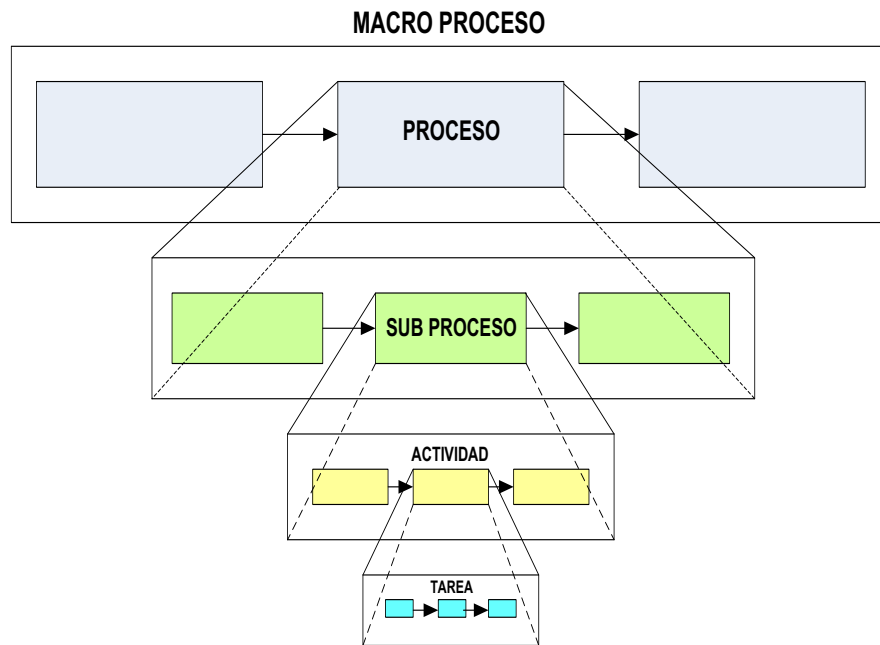 MACRO PROCESO
PROCESO
SUB PROCESO
ACTIVIDAD
TAREA